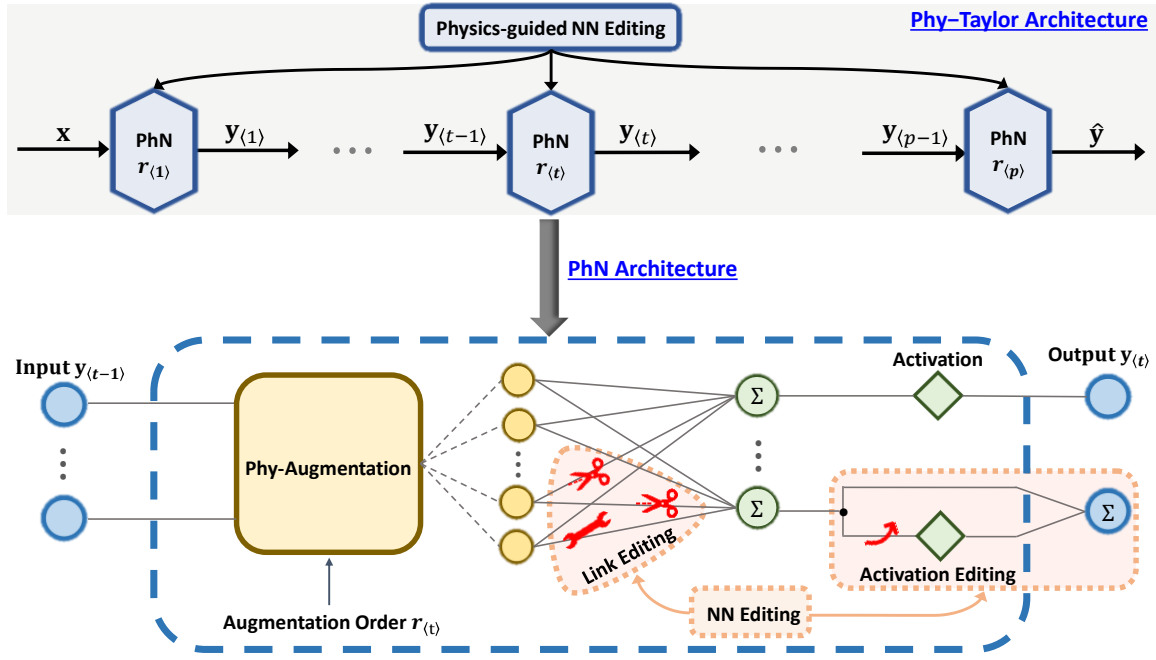 Physics-guided NN Editing
Phy−Taylor Architecture
x
PhN
r⟨1⟩
y⟨1⟩
y⟨t−1⟩
PhN
r⟨t⟩
y⟨t⟩
y⟨p−1⟩
PhN
r⟨p⟩
ŷ
PhN Architecture
Input y⟨t−1⟩
Activation
Output y⟨t⟩
Σ
Phy-Augmentation
Σ
Σ
Link Editing
Activation Editing
NN Editing
Augmentation Order r⟨t⟩